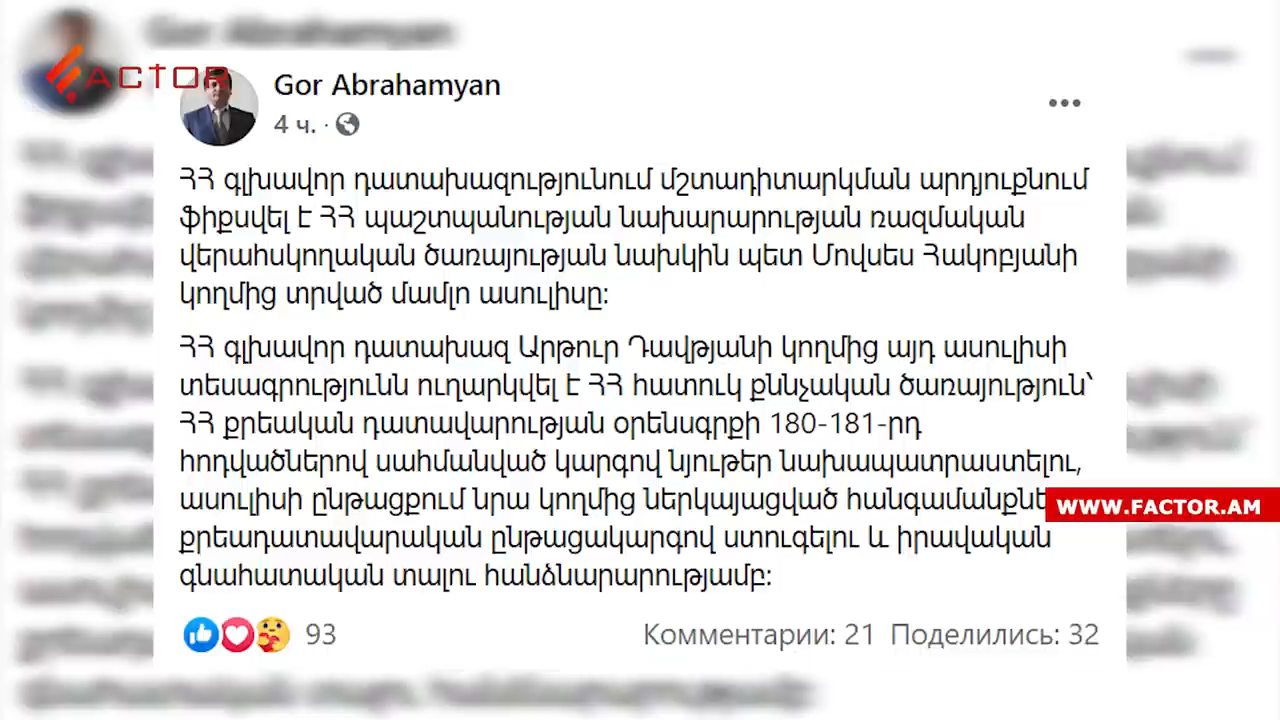 Gor Abrahamyan
FACTOR
Gor Abrahamyan
4 ч.
ՀՀ գլխավոր դատախազությունում մշտադիտարկման արդյուքնում
ֆիքսվել է ՀՀ պաշտպանության նախարարության ռազմական
վերահսկողական ծառայության նախկին պետ Մովսես Հակոբյանի
կողմից տրված մամլո ասուլիսը:
ՀՀ գլխավոր դատախազ Արթուր Դավթյանի կողմից այդ ասուլիսի
տեսագրությունն ուղարկվել է ՀՀ հատուկ քննչական ծառայություն՝
ՀՀ քրեական դատավարության օրենսգրքի 180-181-րդ
հոդվածներով սահմանված կարգով նյութեր նախապատրաստելու,
ասուլիսի ընթացքում նրա կողմից ներկայացված
քրեադատավարական ընթացակարգով ստուգելու և իրավական
գնահատական տալու հանձնարարությամբ:
WWW.FACTOR.AM
93 Комментарии: 21 Поделились: 32